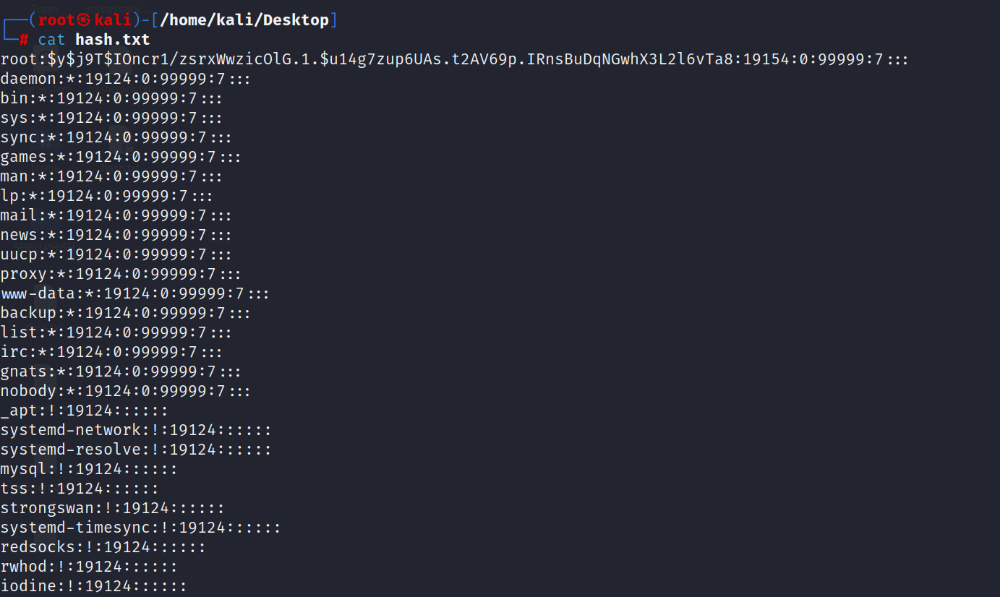 ┌──(root㉿kali)-[/home/kali/Desktop]
└─# cat hash.txt
root:$y$j9T$IOncr1/zsrxWwzicOlG.1.$u14g7zup6UAs.t2AV69p.IRnsBuDqNGwhX3L2l6vTa8:19154:0:99999:7:::
daemon:*:19124:0:99999:7:::
bin:*:19124:0:99999:7:::
sys:*:19124:0:99999:7:::
sync:*:19124:0:99999:7:::
games:*:19124:0:99999:7:::
man:*:19124:0:99999:7:::
lp:*:19124:0:99999:7:::
mail:*:19124:0:99999:7:::
news:*:19124:0:99999:7:::
uucp:*:19124:0:99999:7:::
proxy:*:19124:0:99999:7:::
www-data:*:19124:0:99999:7:::
backup:*:19124:0:99999:7:::
list:*:19124:0:99999:7:::
irc:*:19124:0:99999:7:::
gnats:*:19124:0:99999:7:::
nobody:*:19124:0:99999:7:::
_apt:!:19124::::::
systemd-network:!:19124::::::
systemd-resolve:!:19124::::::
mysql:!:19124::::::
tss:!:19124::::::
strongswan:!:19124::::::
systemd-timesync:!:19124::::::
redsocks:!:19124::::::
rwhod:!:19124::::::
iodine:!:19124::::::